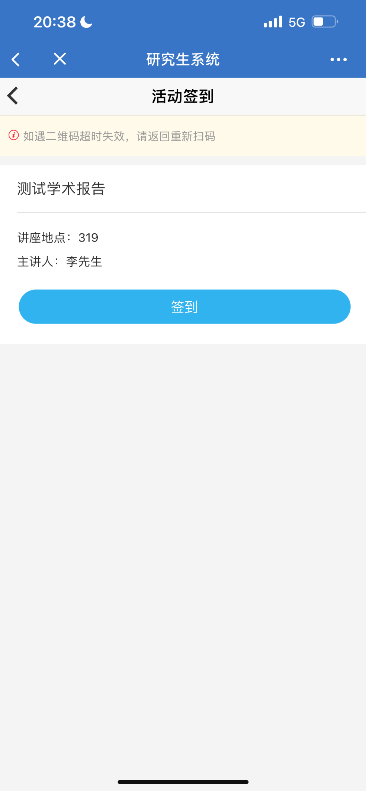 20:38 5G
研究生系统
活动签到
如遇二维码超时失效，请返回重新扫码
测试学术报告
讲座地点：319
主讲人：李先生
签到